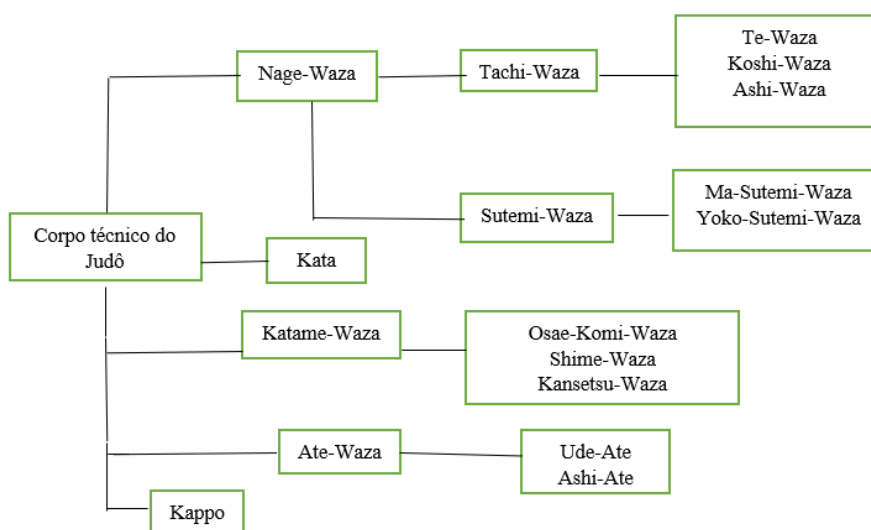 Nage-Waza
Tachi-Waza
Te-Waza
Koshi-Waza
Ashi-Waza
Sutemi-Waza
Ma-Sutemi-Waza
Yoko-Sutemi-Waza
Corpo técnico do
Judô
Kata
Katame-Waza
Osae-Komi-Waza
Shime-Waza
Kansetsu-Waza
Ate-Waza
Ude-Ate
Ashi-Ate
Kappo